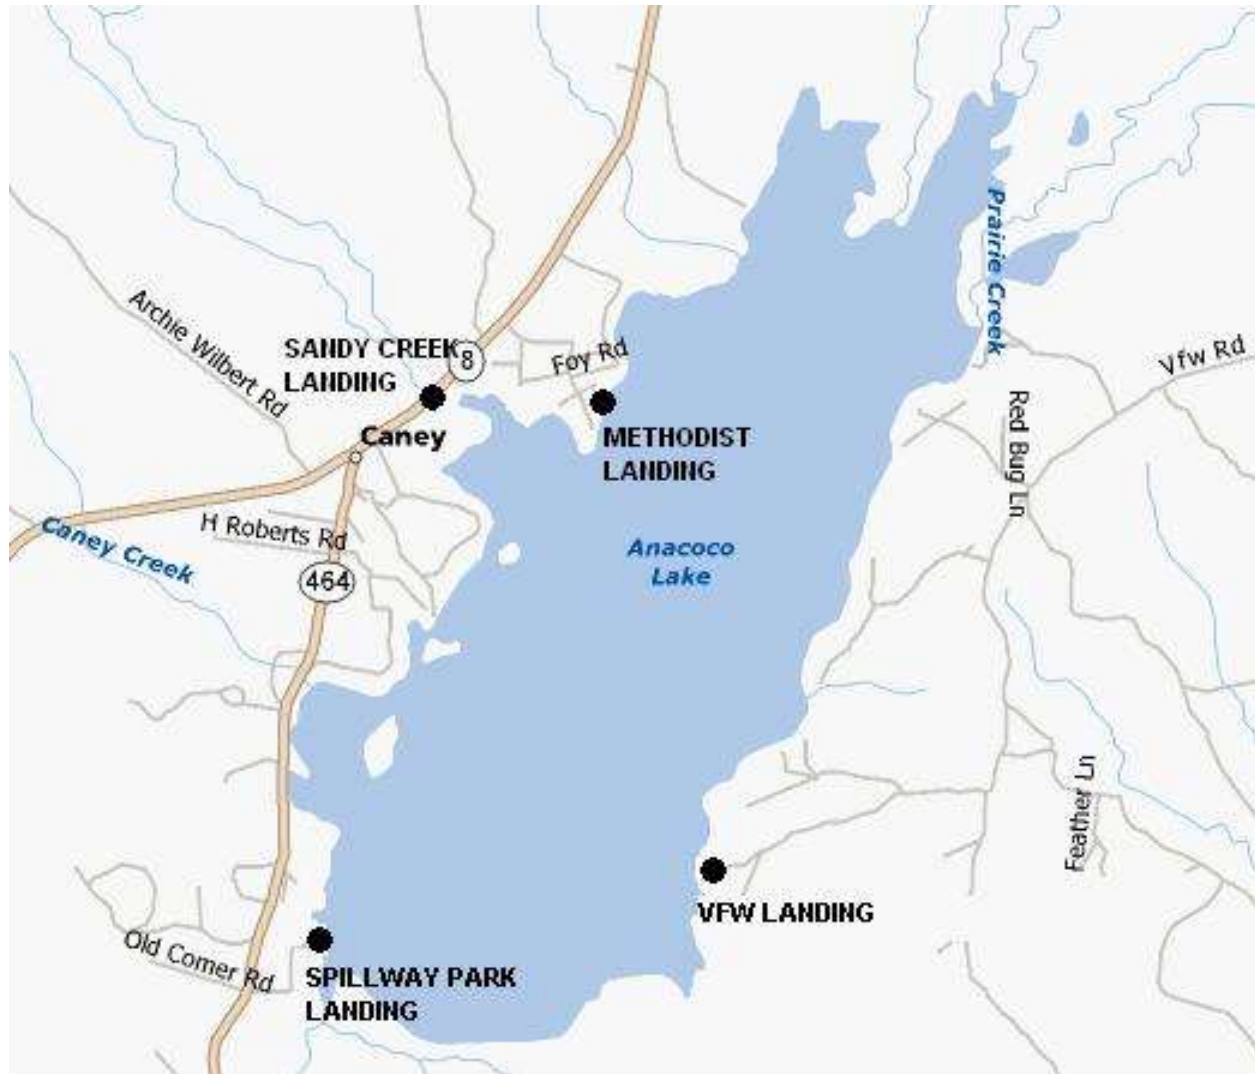 Prairie Creek
Archie Wilbert Rd
SANDY CREEK
LANDING
8
Foy Rd
Vfw Rd
Red Bug Ln
Caney
METHODIST
LANDING
H Roberts Rd
Caney Creek
464
Anacoco
Lake
Feather Ln
VFW LANDING
Old Comer Rd
SPILLWAY PARK
LANDING